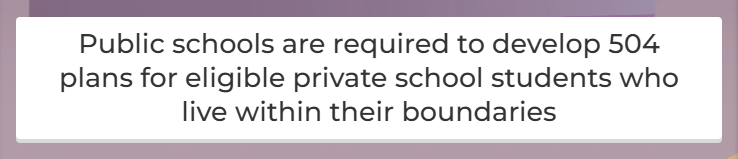 Public schools are required to develop 504
plans for eligible private school students who
live within their boundaries